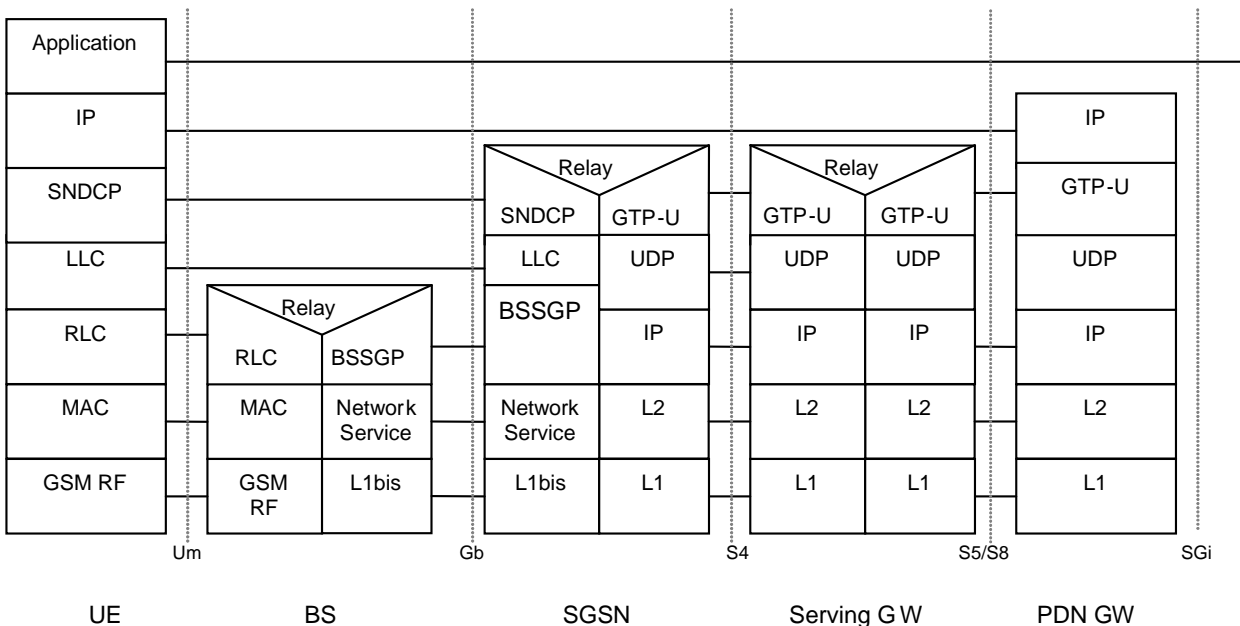 Application
IP
IP
Relay
Relay
SNDCP
GTP-U
SNDCP
GTP-U
GTP-U
GTP-U
LLC
LLC
UDP
UDP
UDP
UDP
Relay
BSSGP
RLC
IP
IP
IP
IP
RLC
BSSGP
MAC
MAC
Network
Service
Network
Service
L2
L2
L2
L2
GSM RF
GSM
RF
L1bis
L1bis
L1
L1
L1
L1
Um
Gb
S4
S5/S8
SGi
UE
BS
SGSN
Serving GW
PDN GW